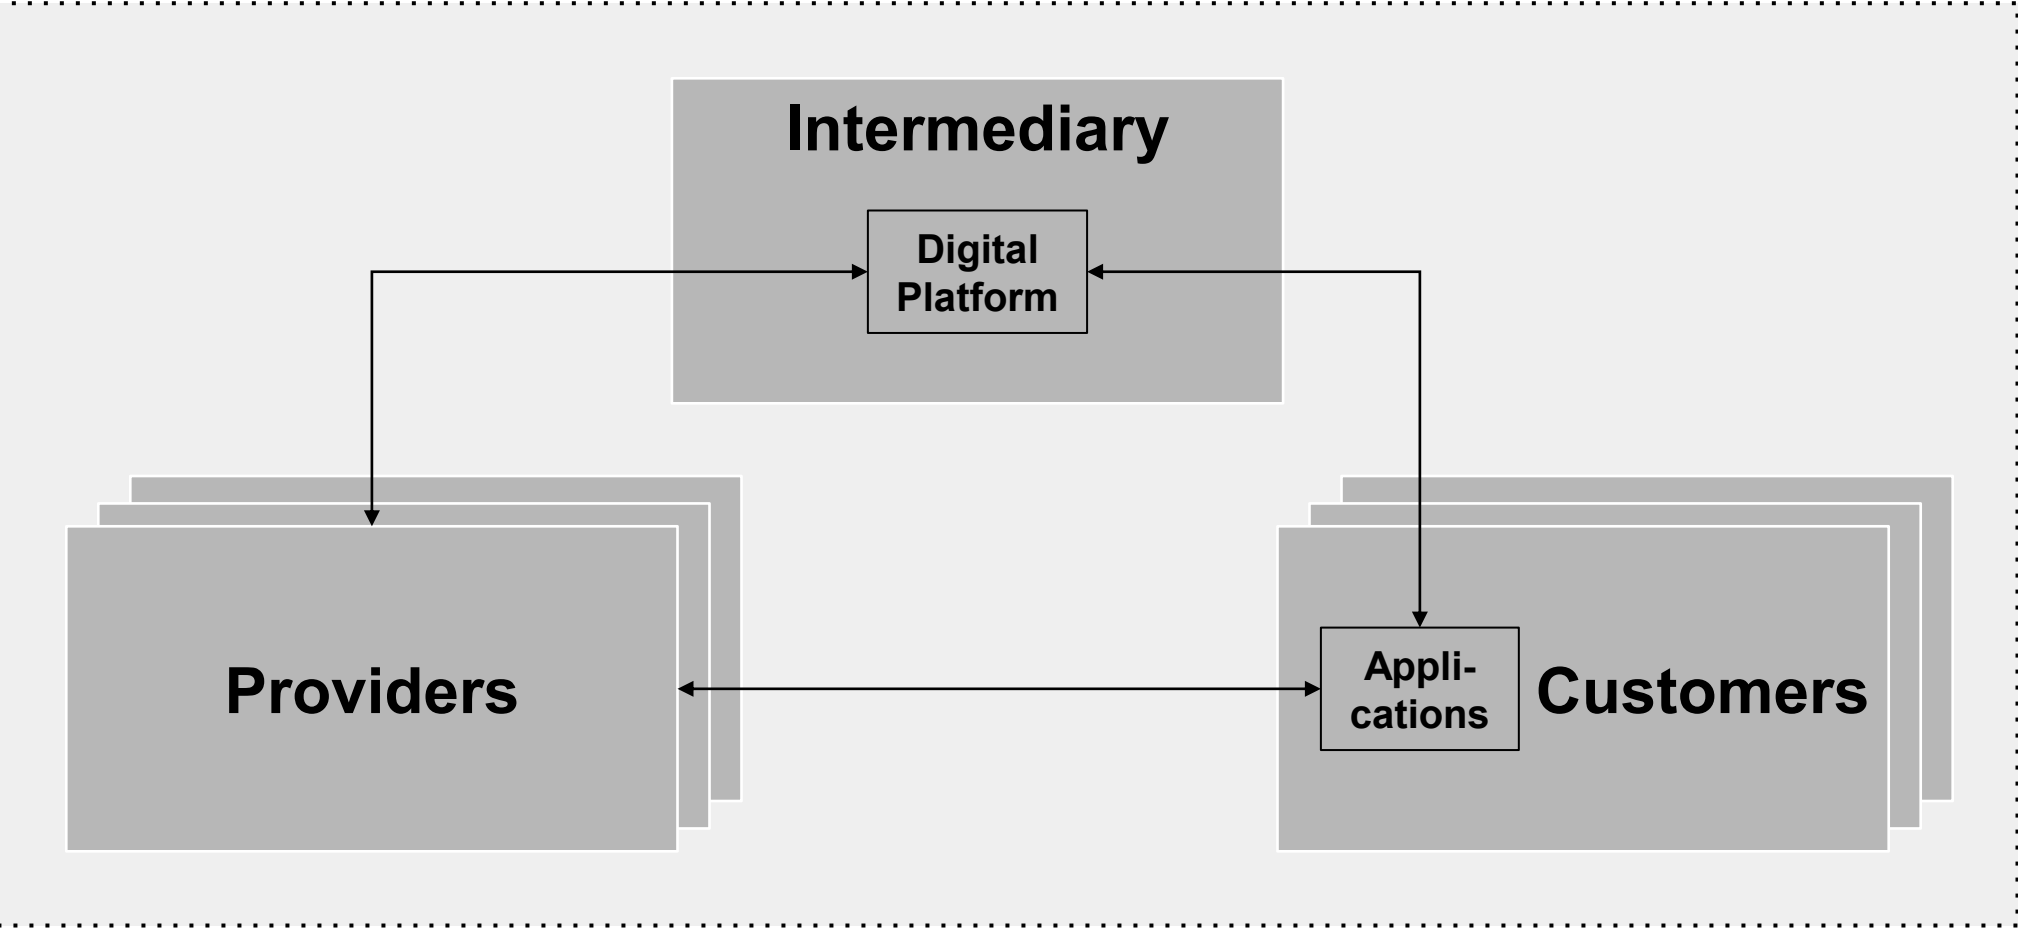 Intermediary
Digital
Platform
Providers
Appli-
cations
Customers